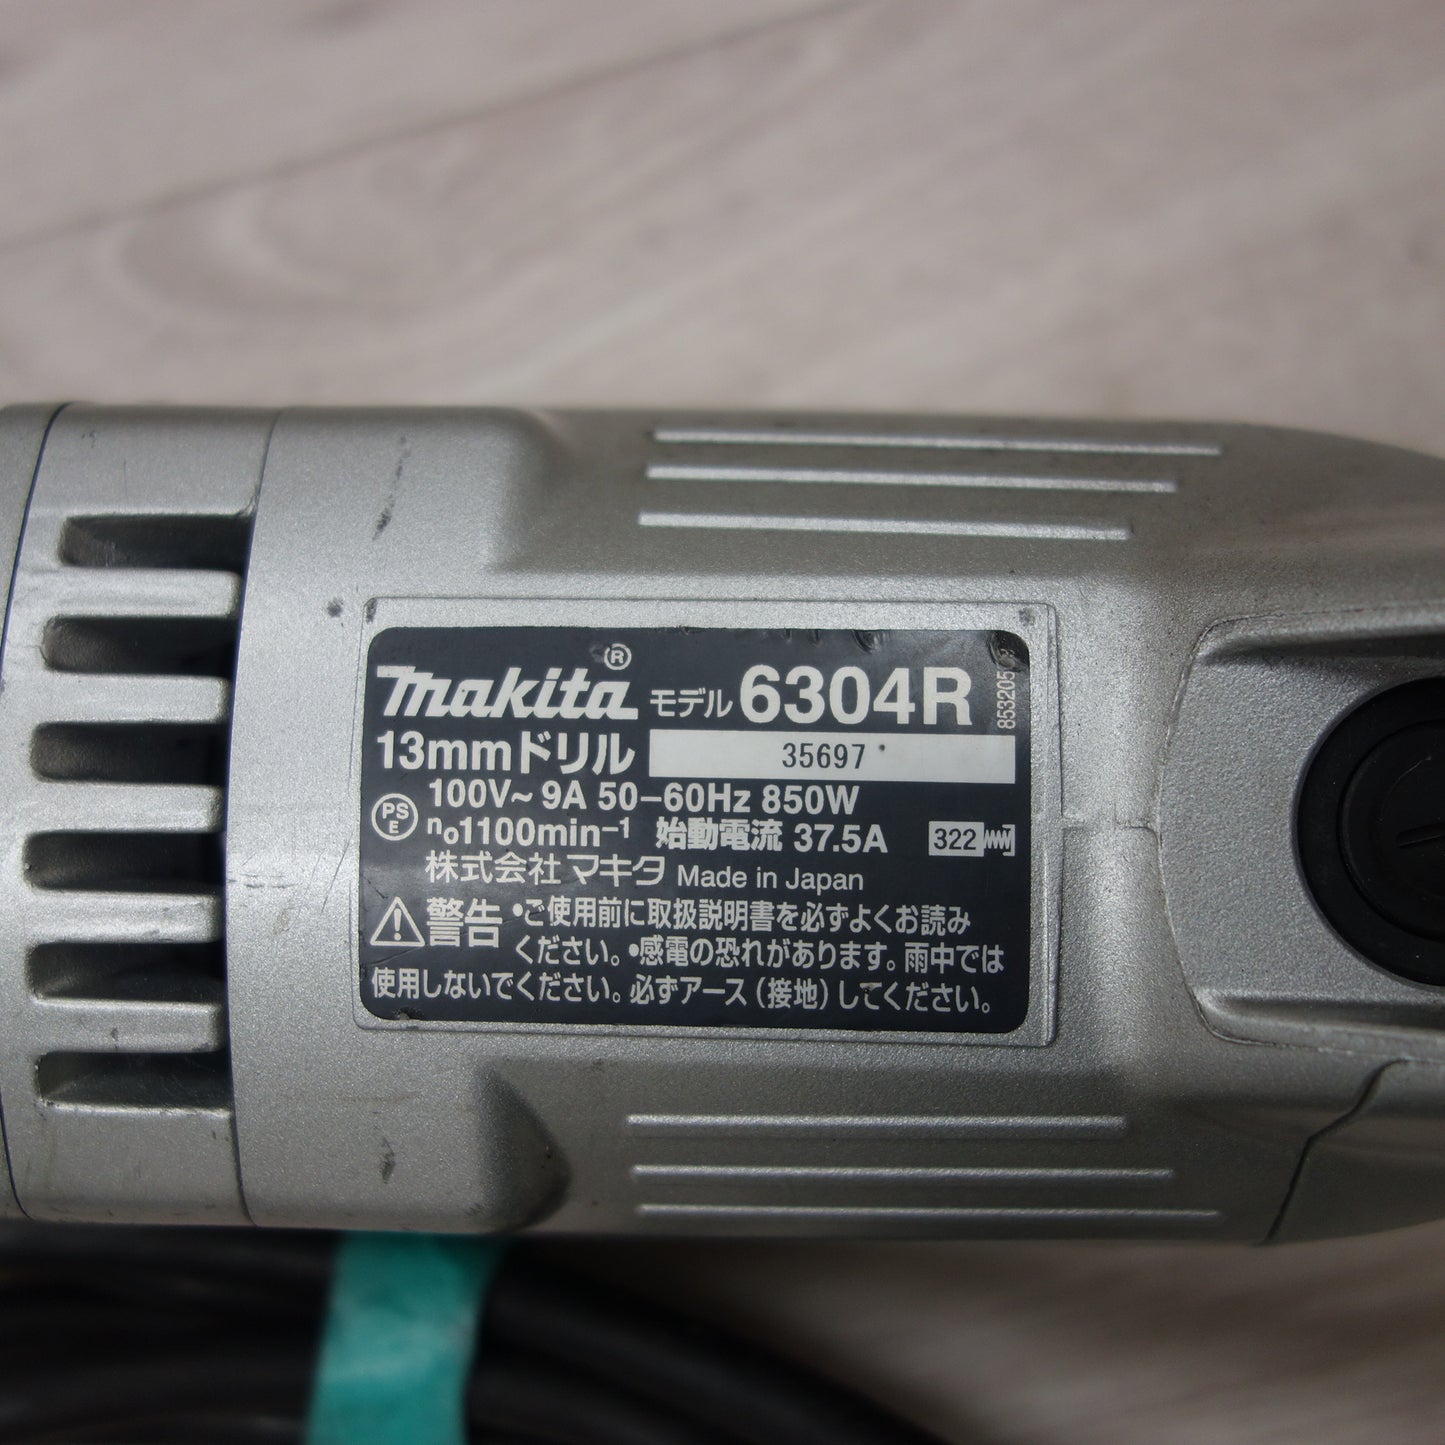 makita® モデル 6304R
853205
13mmドリル 35697
PS E 100V～ 9A 50–60Hz 850W
n₀1100min⁻¹ 始動電流 37.5A 322
株式会社 マキタ Made in Japan
警告 •ご使用前に取扱説明書を必ずよくお読み
ください。•感電の恐れがあります。雨中では
使用しないでください。必ずアース（接地）してください。